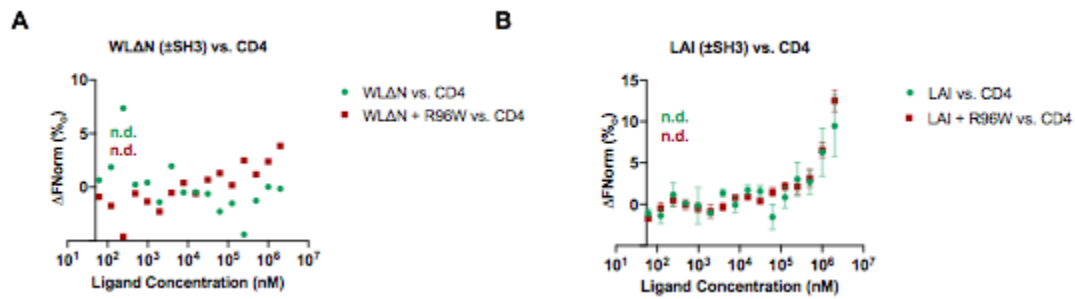 A
WLΔN (±SH3) vs. CD4
ΔFNorm (‰)
10
5
0
n.d.
n.d.
10¹ 10² 10³ 10⁴ 10⁵ 10⁶ 10⁷
Ligand Concentration (nM)
WLΔN vs. CD4
WLΔN + R96W vs. CD4
B
LAI (±SH3) vs. CD4
ΔFNorm (‰)
15
10
5
0
n.d.
n.d.
10¹ 10² 10³ 10⁴ 10⁵ 10⁶ 10⁷
Ligand Concentration (nM)
LAI vs. CD4
LAI + R96W vs. CD4